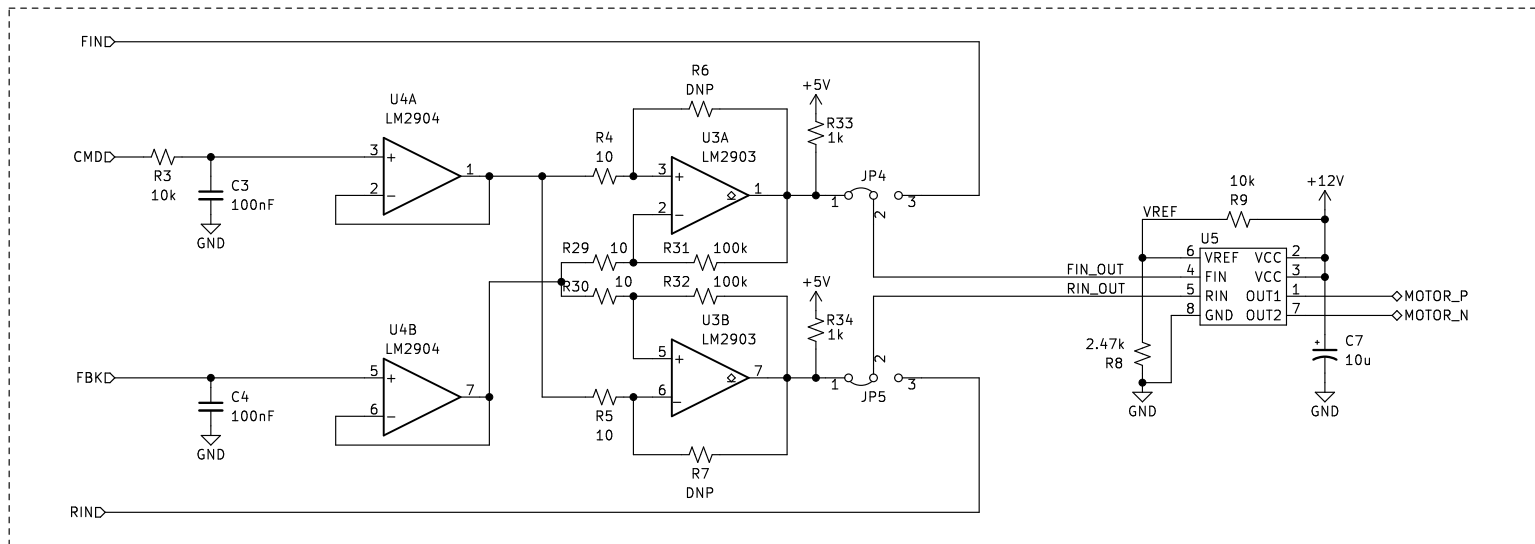 FIN
R6
DNP
+5V
R33
1k
U4A
LM2904
R4
10
U3A
LM2903
CMD
R3
10k
C3
100nF
GND
3
+
2
-
1
3
+
2
-
1
JP4
1
2
3
10k
R9
+12V
VREF
R29
10
R31
100k
R30
10
R32
100k
+5V
R34
1k
U5
6
VREF
VCC
2
4
FIN
VCC
3
5
RIN
OUT1
1
8
GND
OUT2
7
FIN_OUT
RIN_OUT
MOTOR_P
MOTOR_N
U4B
LM2904
U3B
LM2903
FBK
C4
100nF
GND
5
+
6
-
7
5
+
6
-
7
R5
10
1
2
3
JP5
2.47k
R8
GND
+
C7
10u
GND
R7
DNP
RIN